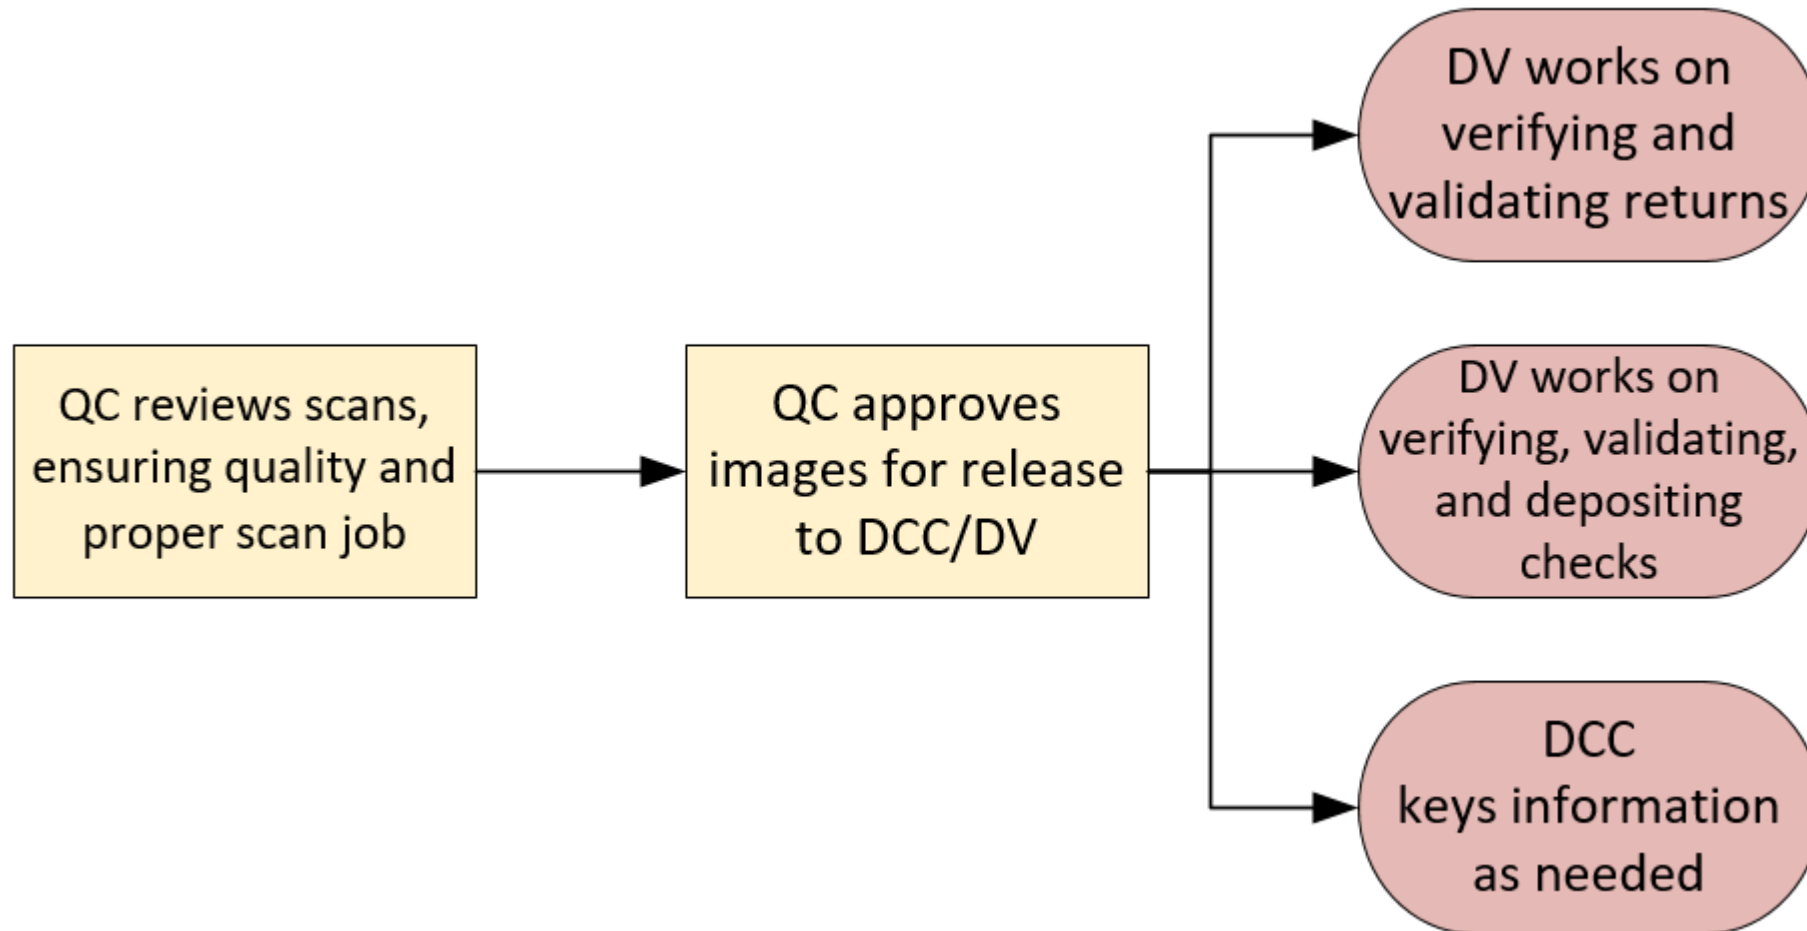 QC reviews scans,
ensuring quality and
proper scan job
QC approves
images for release
to DCC/DV
DV works on
verifying and
validating returns
DV works on
verifying, validating,
and depositing
checks
DCC
keys information
as needed